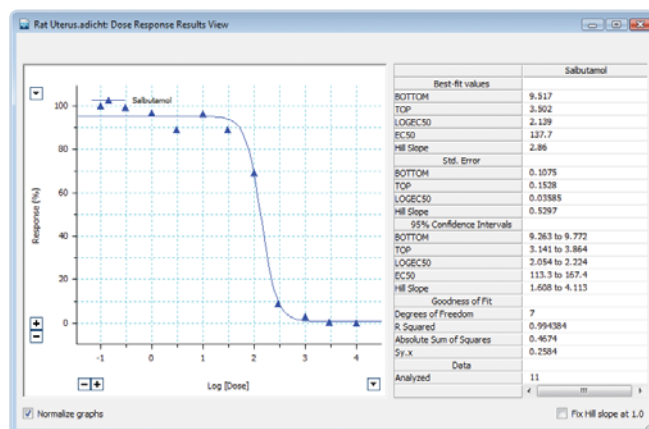 Rat Uterus.adicht: Dose Response Results View
Salbutamol
Response (%)
100
80
60
40
20
0
-1 0 1 2 3 4
Log [Dose]
Normalize graphs
Salbutamol
Best-fit values
BOTTOM 9.517
TOP 3.502
LOGEC50 2.139
EC50 137.7
Hill Slope 2.86
Std. Error
BOTTOM 0.1075
TOP 0.1528
LOGEC50 0.03585
Hill Slope 0.5297
95% Confidence Intervals
BOTTOM 9.263 to 9.772
TOP 3.141 to 3.864
LOGEC50 2.054 to 2.224
EC50 113.3 to 167.4
Hill Slope 1.608 to 4.113
Goodness of Fit
Degrees of Freedom 7
R Squared 0.994384
Absolute Sum of Squares 0.4674
Sy.x 0.2584
Data
Analyzed 11
Fix Hill slope at 1.0